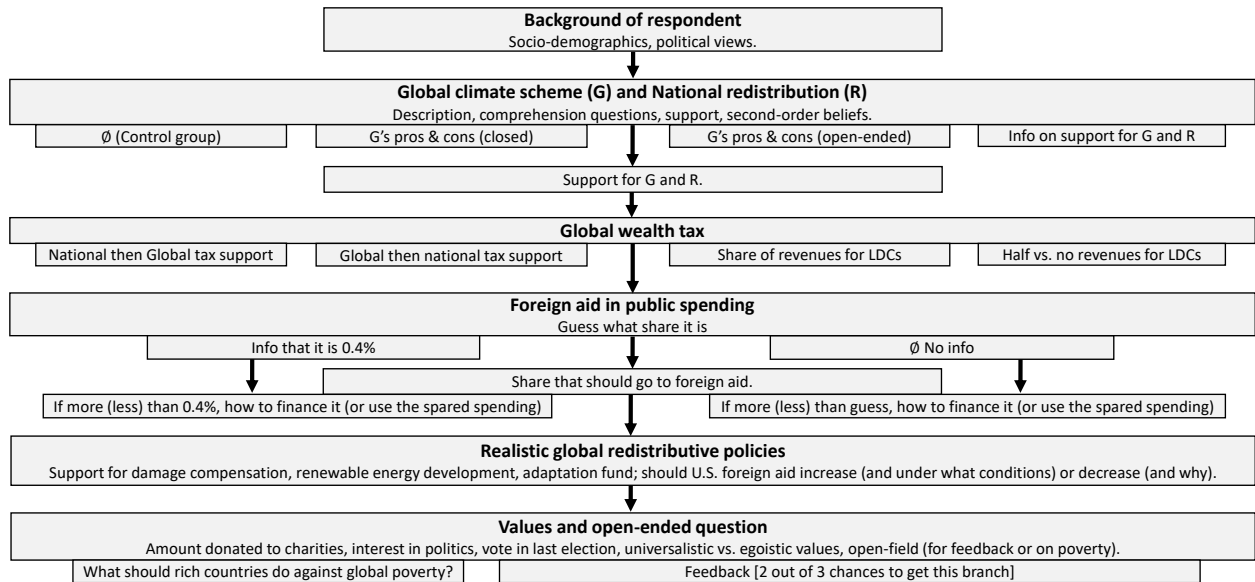 Background of respondent
Socio-demographics, political views.
Global climate scheme (G) and National redistribution (R)
Description, comprehension questions, support, second-order beliefs.
Ø (Control group)
G's pros & cons (closed)
G's pros & cons (open-ended)
Info on support for G and R
Support for G and R.
Global wealth tax
National then Global tax support
Global then national tax support
Share of revenues for LDCs
Half vs. no revenues for LDCs
Foreign aid in public spending
Guess what share it is
Info that it is 0.4%
Ø No info
Share that should go to foreign aid.
If more (less) than 0.4%, how to finance it (or use the spared spending)
If more (less) than guess, how to finance it (or use the spared spending)
Realistic global redistributive policies
Support for damage compensation, renewable energy development, adaptation fund; should U.S. foreign aid increase (and under what conditions) or decrease (and why).
Values and open-ended question
Amount donated to charities, interest in politics, vote in last election, universalistic vs. egoistic values, open-field (for feedback or on poverty).
What should rich countries do against global poverty?
Feedback [2 out of 3 chances to get this branch]